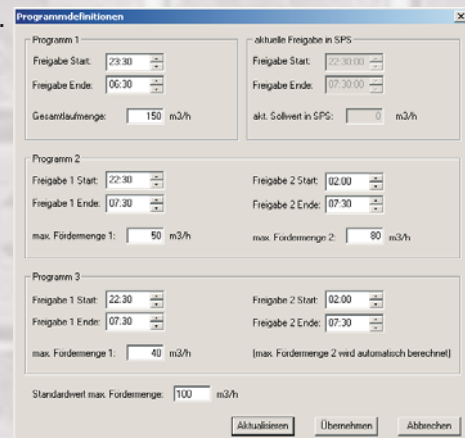 Programmdefinitionen
Programm 1
Freigabe Start: 23:30
Freigabe Ende: 06:30
Gesamtlaufmenge: 150 m3/h
aktuelle Freigabe in SPS
Freigabe Start: 22:30:00
Freigabe Ende: 07:30:00
akt. Sollwert in SPS: 0 m3/h
Programm 2
Freigabe 1 Start: 22:30 Freigabe 2 Start: 02:00
Freigabe 1 Ende: 07:30 Freigabe 2 Ende: 07:30
max. Fördermenge 1: 50 m3/h max. Fördermenge 2: 80 m3/h
Programm 3
Freigabe 1 Start: 22:30 Freigabe 2 Start: 02:00
Freigabe 1 Ende: 07:30 Freigabe 2 Ende: 07:30
max. Fördermenge 1: 40 m3/h (max. Fördermenge 2 wird automatisch berechnet)
Standardwert max. Fördermenge: 100 m3/h
Aktualisieren Übernehmen Abbrechen